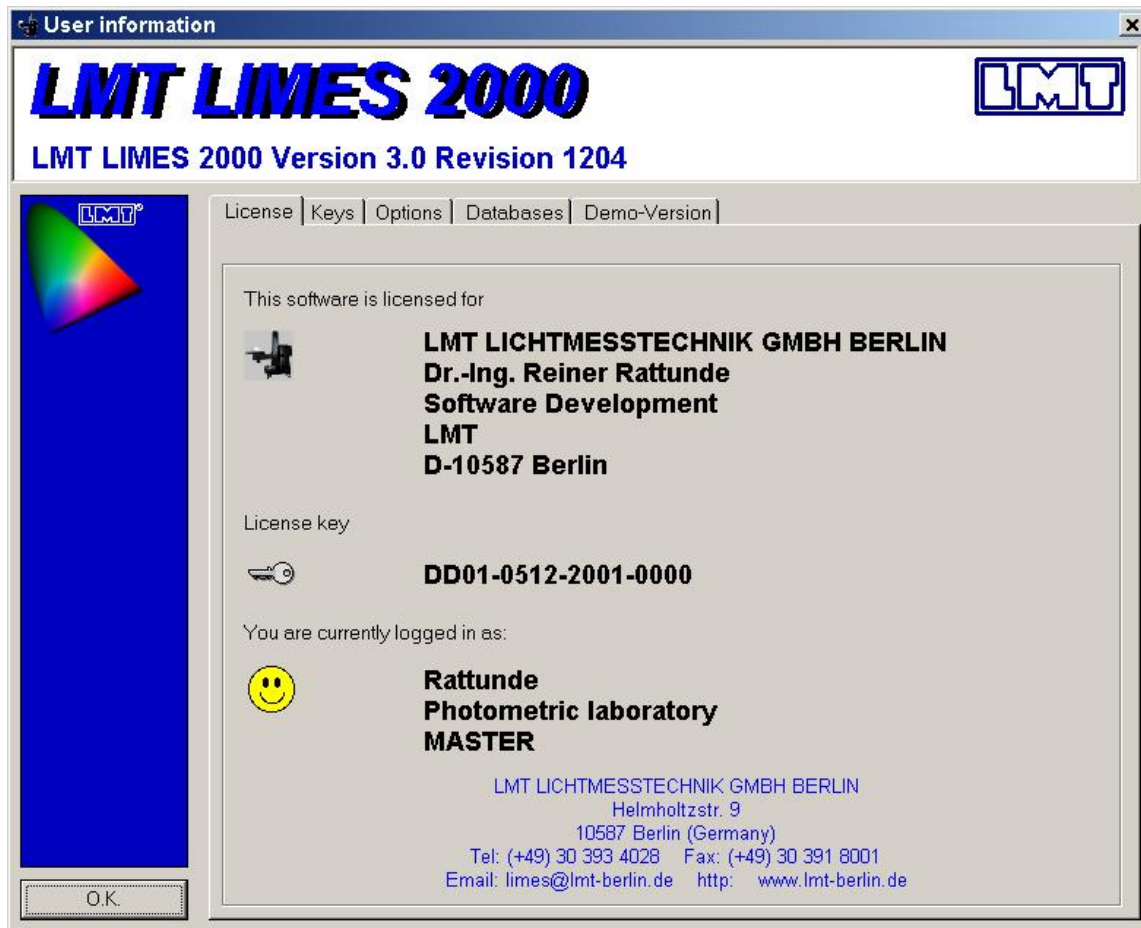 User information
LMT LIMES 2000
LMT
LMT LIMES 2000 Version 3.0 Revision 1204
LMT
License Keys Options Databases Demo-Version
This software is licensed for
LMT LICHTMESSTECHNIK GMBH BERLIN
Dr.-Ing. Reiner Rattunde
Software Development
LMT
D-10587 Berlin
License key
DD01-0512-2001-0000
You are currently logged in as:
Rattunde
Photometric laboratory
MASTER
LMT LICHTMESSTECHNIK GMBH BERLIN
Helmholtzstr. 9
10587 Berlin (Germany)
Tel: (+49) 30 393 4028 Fax: (+49) 30 391 8001
Email: limes@lmt-berlin.de http: www.lmt-berlin.de
O.K.